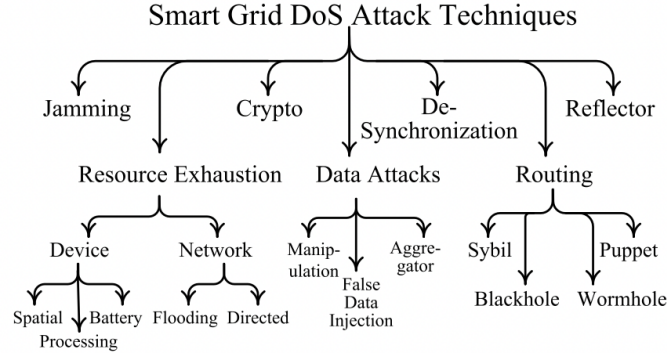 Smart Grid DoS Attack Techniques
Jamming
Crypto
De-
Synchronization
Reflector
Resource Exhaustion
Data Attacks
Routing
Device
Network
Manip-
ulation
False
Data
Injection
Aggre-
gator
Sybil
Blackhole
Wormhole
Puppet
Spatial
Processing
Battery
Flooding
Directed